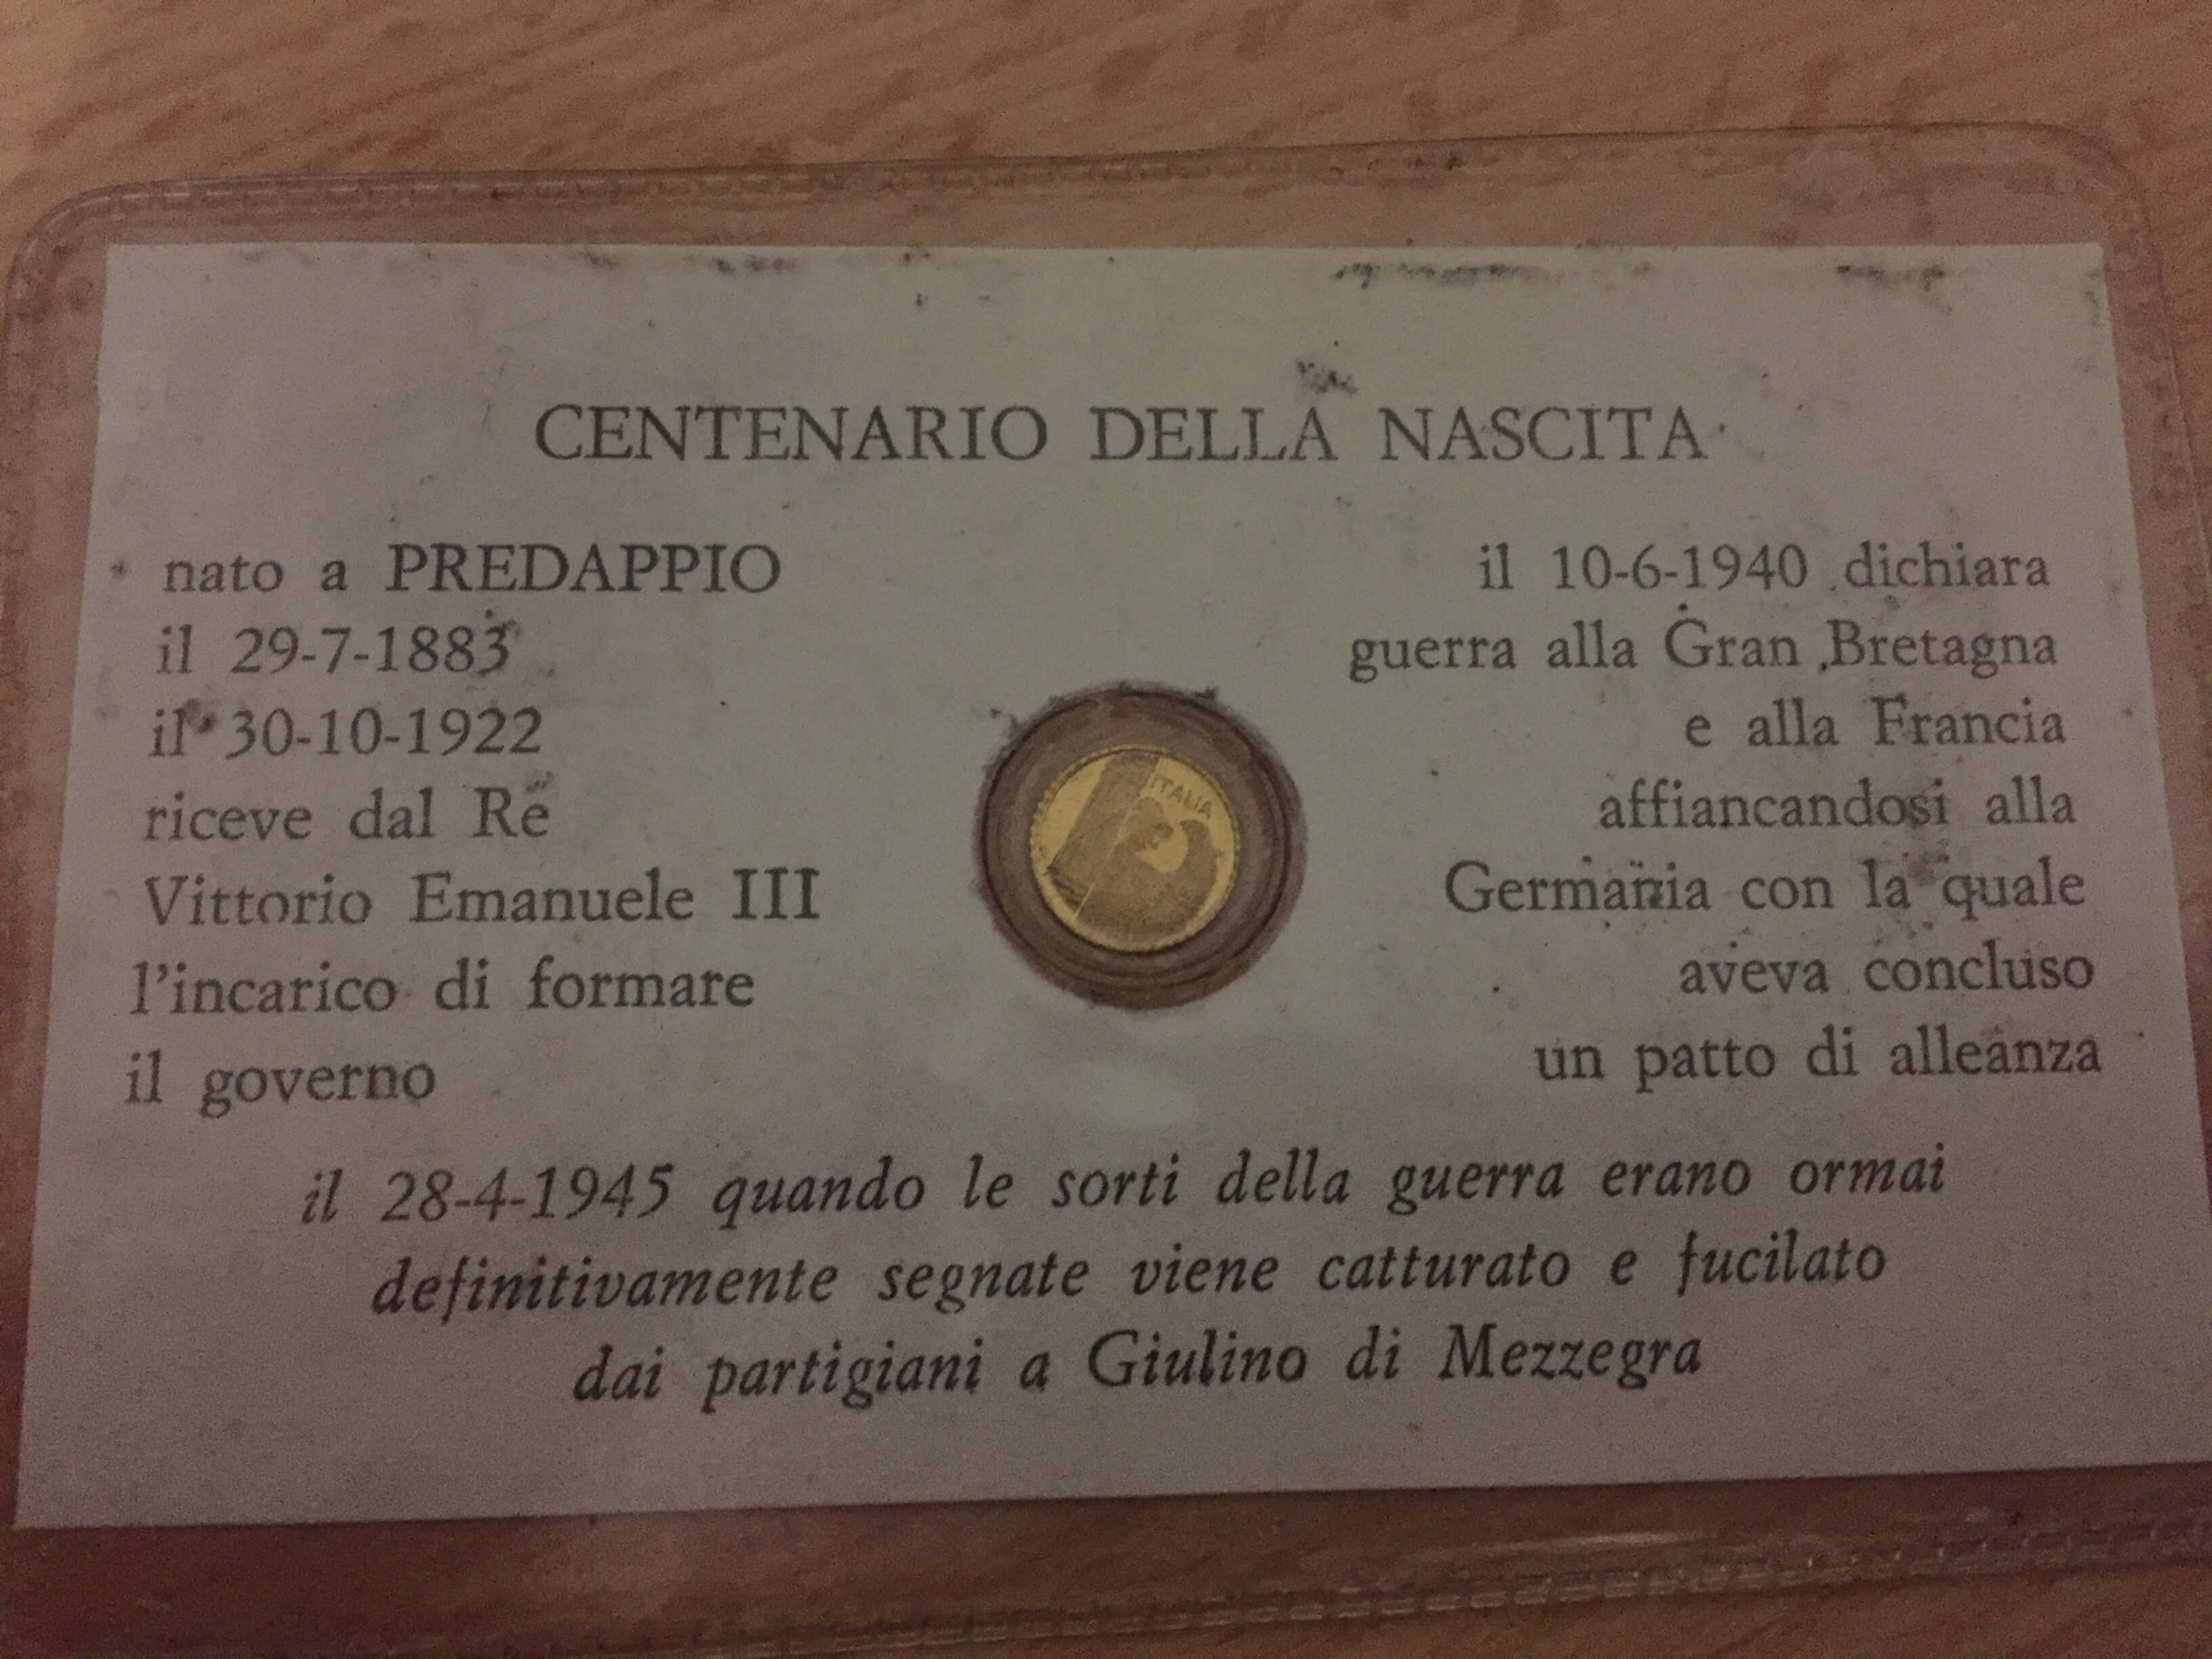 CENTENARIO DELLA NASCITA
nato a PREDAPPIO
il 29-7-1883
il 30-10-1922
riceve dal Re
Vittorio Emanuele III
l'incarico di formare
il governo
ITALIA
il 10-6-1940 dichiara
guerra alla Gran Bretagna
e alla Francia
affiancandosi alla
Germania con la quale
aveva concluso
un patto di alleanza
il 28-4-1945 quando le sorti della guerra erano ormai
definitivamente segnate viene catturato e fucilato
dai partigiani a Giulino di Mezzegra